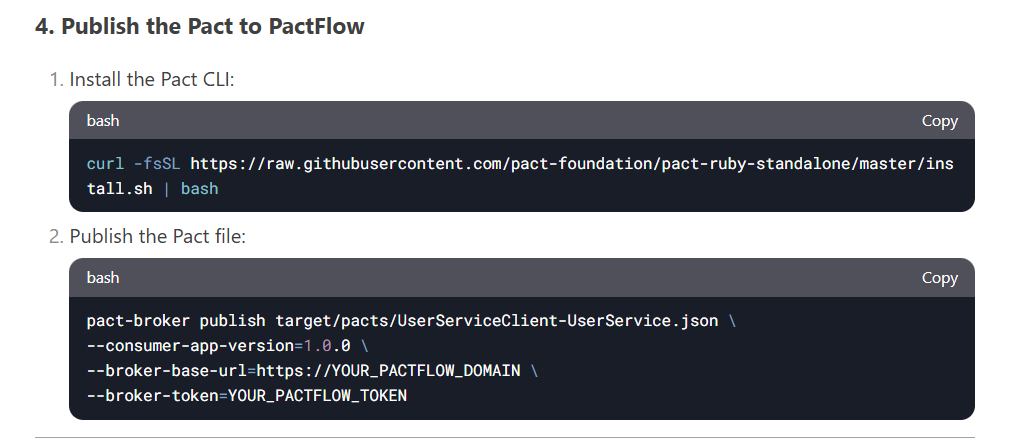 4. Publish the Pact to PactFlow
1. Install the Pact CLI:
bash Copy
curl -fsSL https://raw.githubusercontent.com/pact-foundation/pact-ruby-standalone/master/ins
tall.sh | bash
2. Publish the Pact file:
bash Copy
pact-broker publish target/pacts/UserServiceClient-UserService.json \
--consumer-app-version=1.0.0 \
--broker-base-url=https://YOUR_PACTFLOW_DOMAIN \
--broker-token=YOUR_PACTFLOW_TOKEN